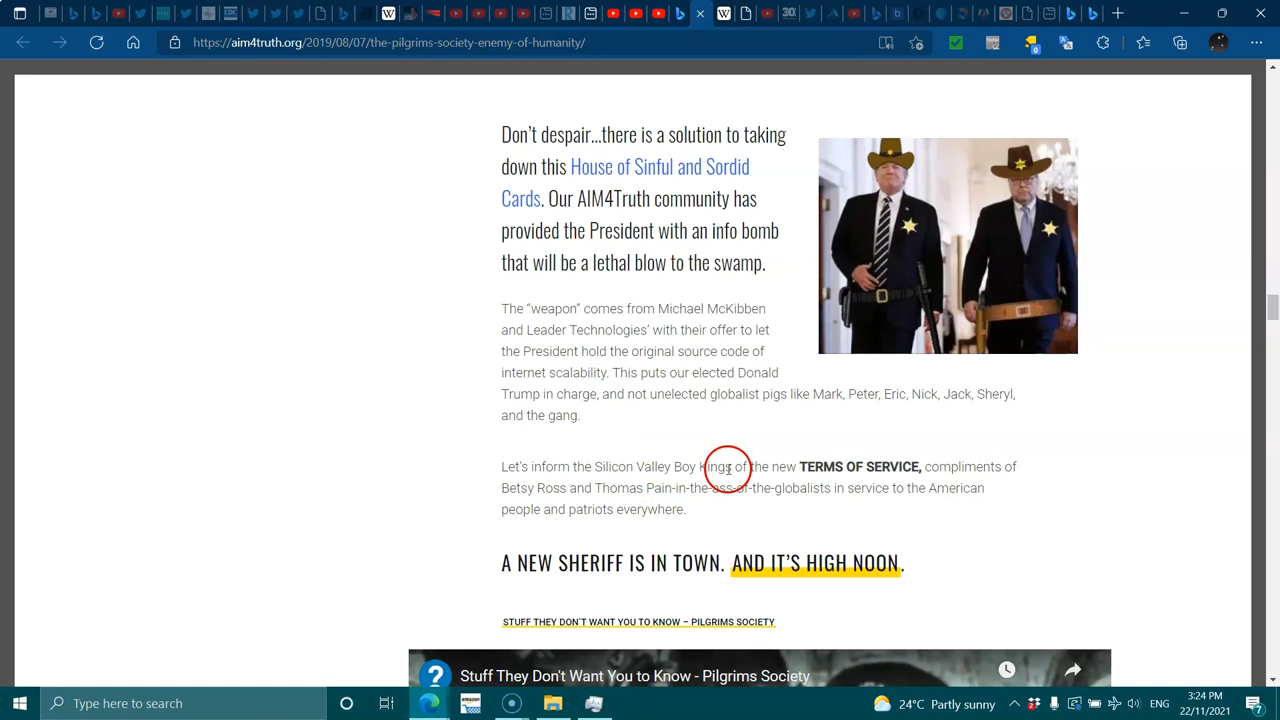 https://aim4truth.org/2019/08/07/the-pilgrims-society-enemy-of-humanity/
Don't despair...there is a solution to taking
down this House of Sinful and Sordid
Cards. Our AIM4Truth community has
provided the President with an info bomb
that will be a lethal blow to the swamp.
The “weapon” comes from Michael McKibben
and Leader Technologies’ with their offer to let
the President hold the original source code of
internet scalability. This puts our elected Donald
Trump in charge, and not unelected globalist pigs like Mark, Peter, Eric, Nick, Jack, Sheryl,
and the gang.
Let’s inform the Silicon Valley Boy Kings of the new TERMS OF SERVICE, compliments of
Betsy Ross and Thomas Pain-in-the-ass-of-the-globalists in service to the American
people and patriots everywhere.
A NEW SHERIFF IS IN TOWN. AND IT’S HIGH NOON.
STUFF THEY DON’T WANT YOU TO KNOW – PILGRIMS SOCIETY
Stuff They Don't Want You to Know - Pilgrims Society
Type here to search
24°C Partly sunny
ENG
3:24 PM
22/11/2021